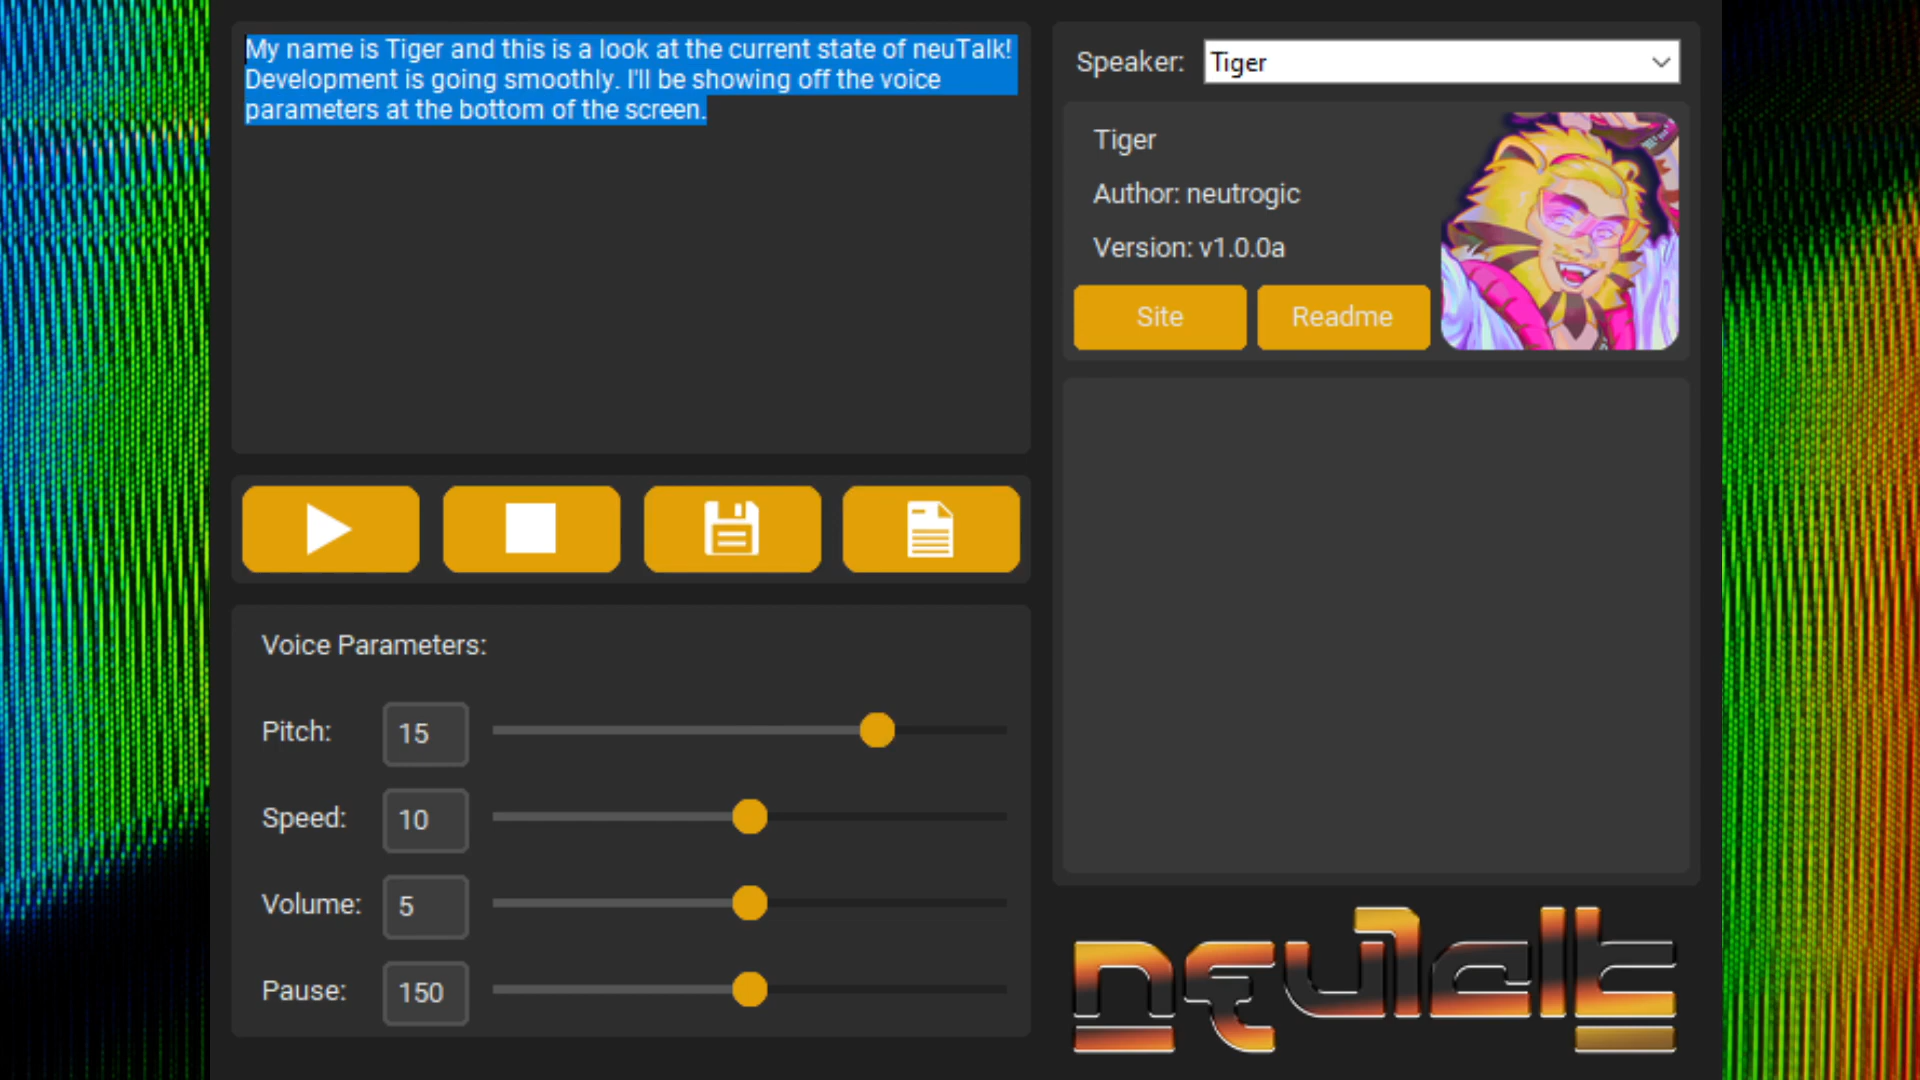 My name is Tiger and this is a look at the current state of neuTalk!
Development is going smoothly. I'll be showing off the voice
parameters at the bottom of the screen.
Speaker: Tiger
Tiger
Author: neutrogic
Version: v1.0.0a
Site
Readme
Voice Parameters:
Pitch: 15
Speed: 10
Volume: 5
Pause: 150
neuTalk